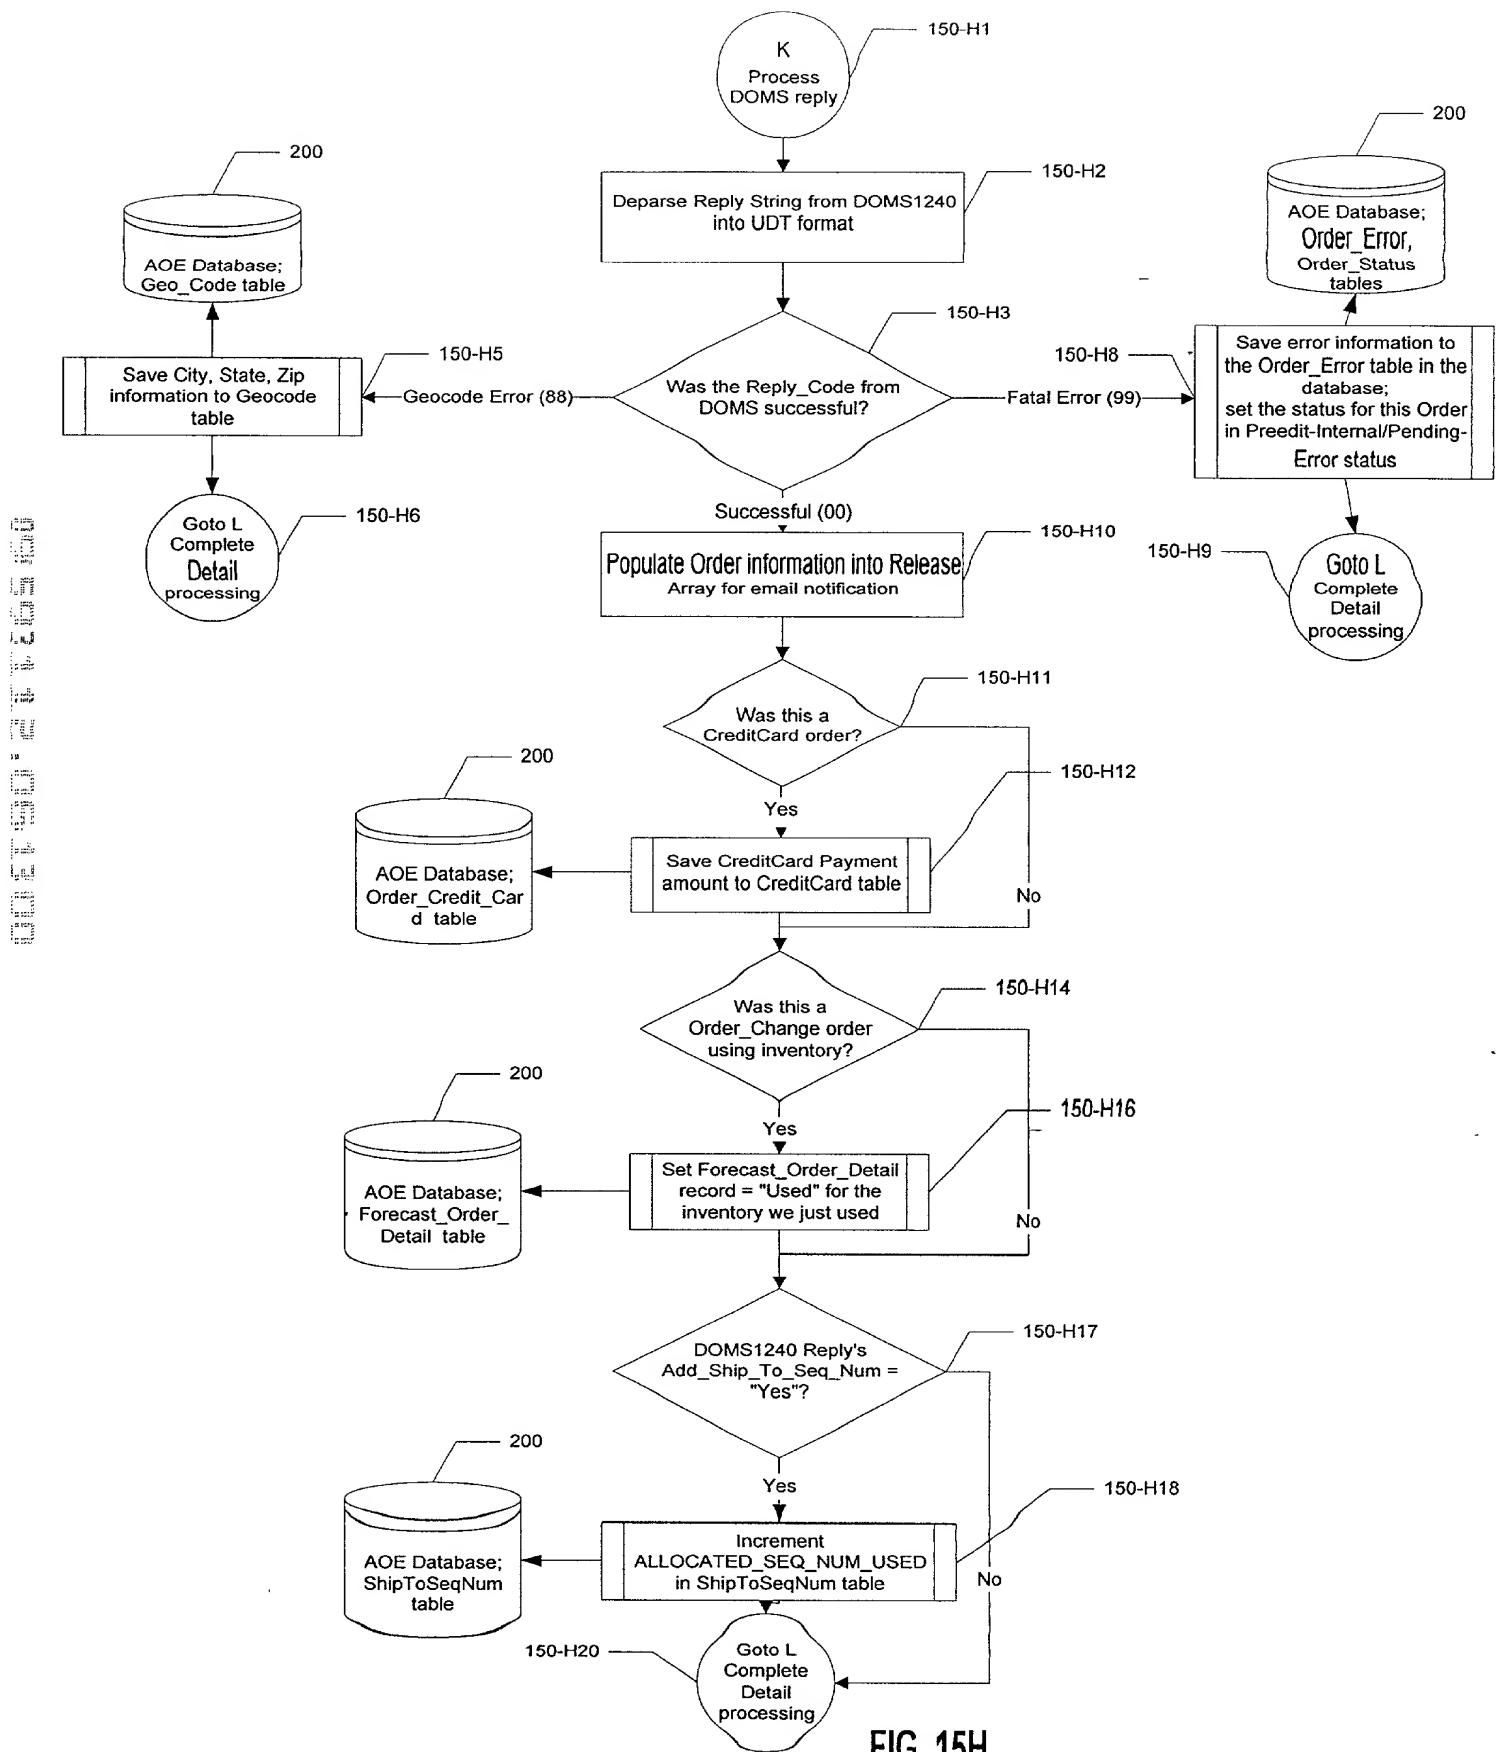 150-H1
K
Process
DOMS reply
200
200
150-H2
Deparse Reply String from DOMS1240
into UDT format
AOE Database;
Geo_Code table
AOE Database;
Order_Error,
Order_Status
tables
150-H3
150-H5
Save City, State, Zip
information to Geocode
table
Geocode Error (88)
Was the Reply_Code from
DOMS successful?
Fatal Error (99)
150-H8
Save error information to
the Order_Error table in the
database;
set the status for this Order
in Preedit-Internal/Pending-
Error status
Successful (00)
150-H6
Goto L
Complete
Detail
processing
150-H10
Populate Order information into Release
Array for email notification
150-H9
Goto L
Complete
Detail
processing
150-H11
Was this a
CreditCard order?
200
150-H12
Yes
AOE Database;
Order_Credit_Car
d table
Save CreditCard Payment
amount to CreditCard table
No
150-H14
Was this a
Order_Change order
using inventory?
200
150-H16
Yes
AOE Database;
Forecast_Order_
Detail table
Set Forecast_Order_Detail
record = "Used" for the
inventory we just used
No
150-H17
DOMS1240 Reply's
Add_Ship_To_Seq_Num =
"Yes"?
200
Yes
150-H18
AOE Database;
ShipToSeqNum
table
Increment
ALLOCATED_SEQ_NUM_USED
in ShipToSeqNum table
No
150-H20
Goto L
Complete
Detail
processing
FIG. 15H